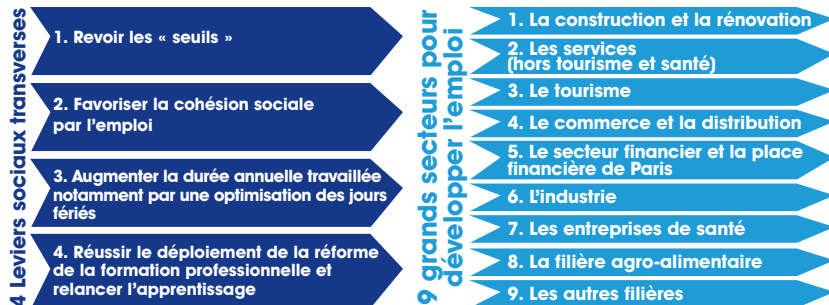 4 Leviers sociaux transverses
1. Revoir les « seuils »
2. Favoriser la cohésion sociale
par l’emploi
3. Augmenter la durée annuelle travaillée
notamment par une optimisation des jours
fériés
4. Réussir le déploiement de la réforme
de la formation professionnelle et
relancer l’apprentissage
9 grands secteurs pour
développer l’emploi
1. La construction et la rénovation
2. Les services
(hors tourisme et santé)
3. Le tourisme
4. Le commerce et la distribution
5. Le secteur financier et la place
financière de Paris
6. L’industrie
7. Les entreprises de santé
8. La filière agro-alimentaire
9. Les autres filières